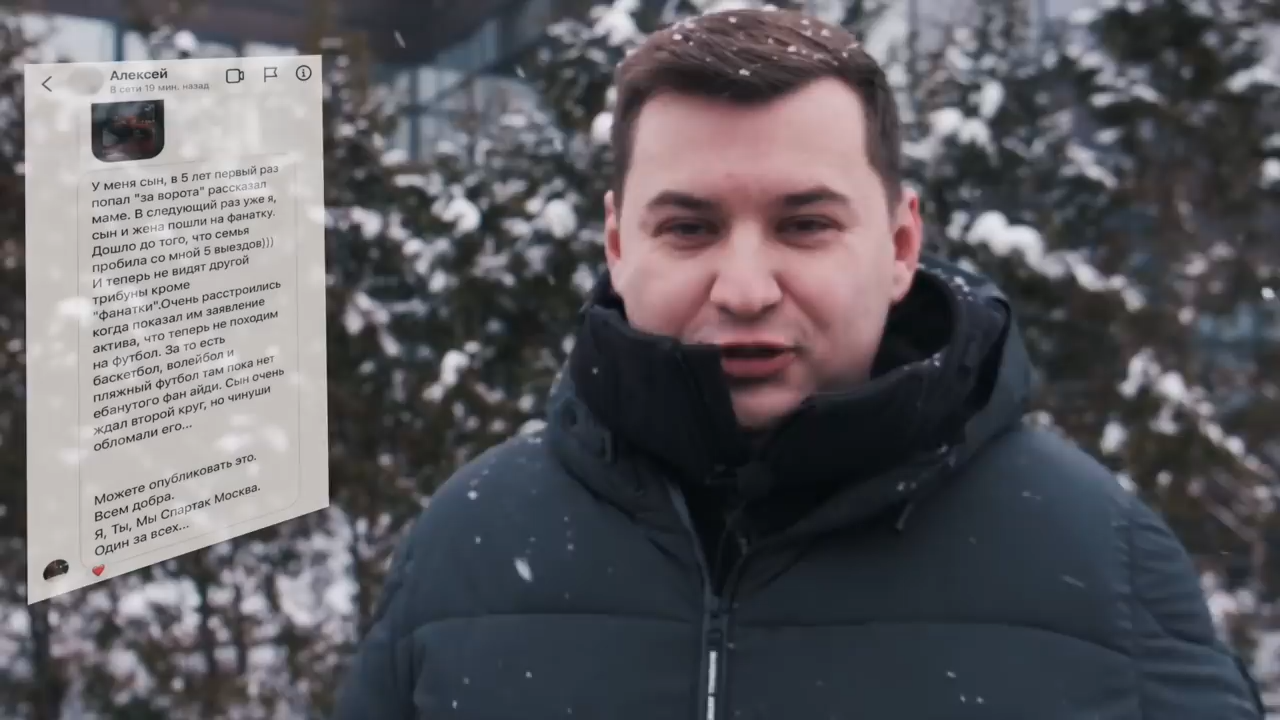 Алексей
В сети 19 мин. назад
У меня сын, в 5 лет первый раз
попал "за ворота" рассказал
маме. В следующий раз уже я,
сын и жена пошли на фанатку.
Дошло до того, что семья
пробила со мной 5 выездов)))
И теперь не видят другой
трибуны кроме
"фанатки".Очень расстроились
когда показал им заявление
актива, что теперь не походим
на футбол. За то есть
баскетбол, волейбол и
пляжный футбол там пока нет
ебанутого фан айди. Сын очень
ждал второй круг, но чинуши
обломали его...
Можете опубликовать это.
Всем добра.
Я, Ты, Мы Спартак Москва.
Один за всех...